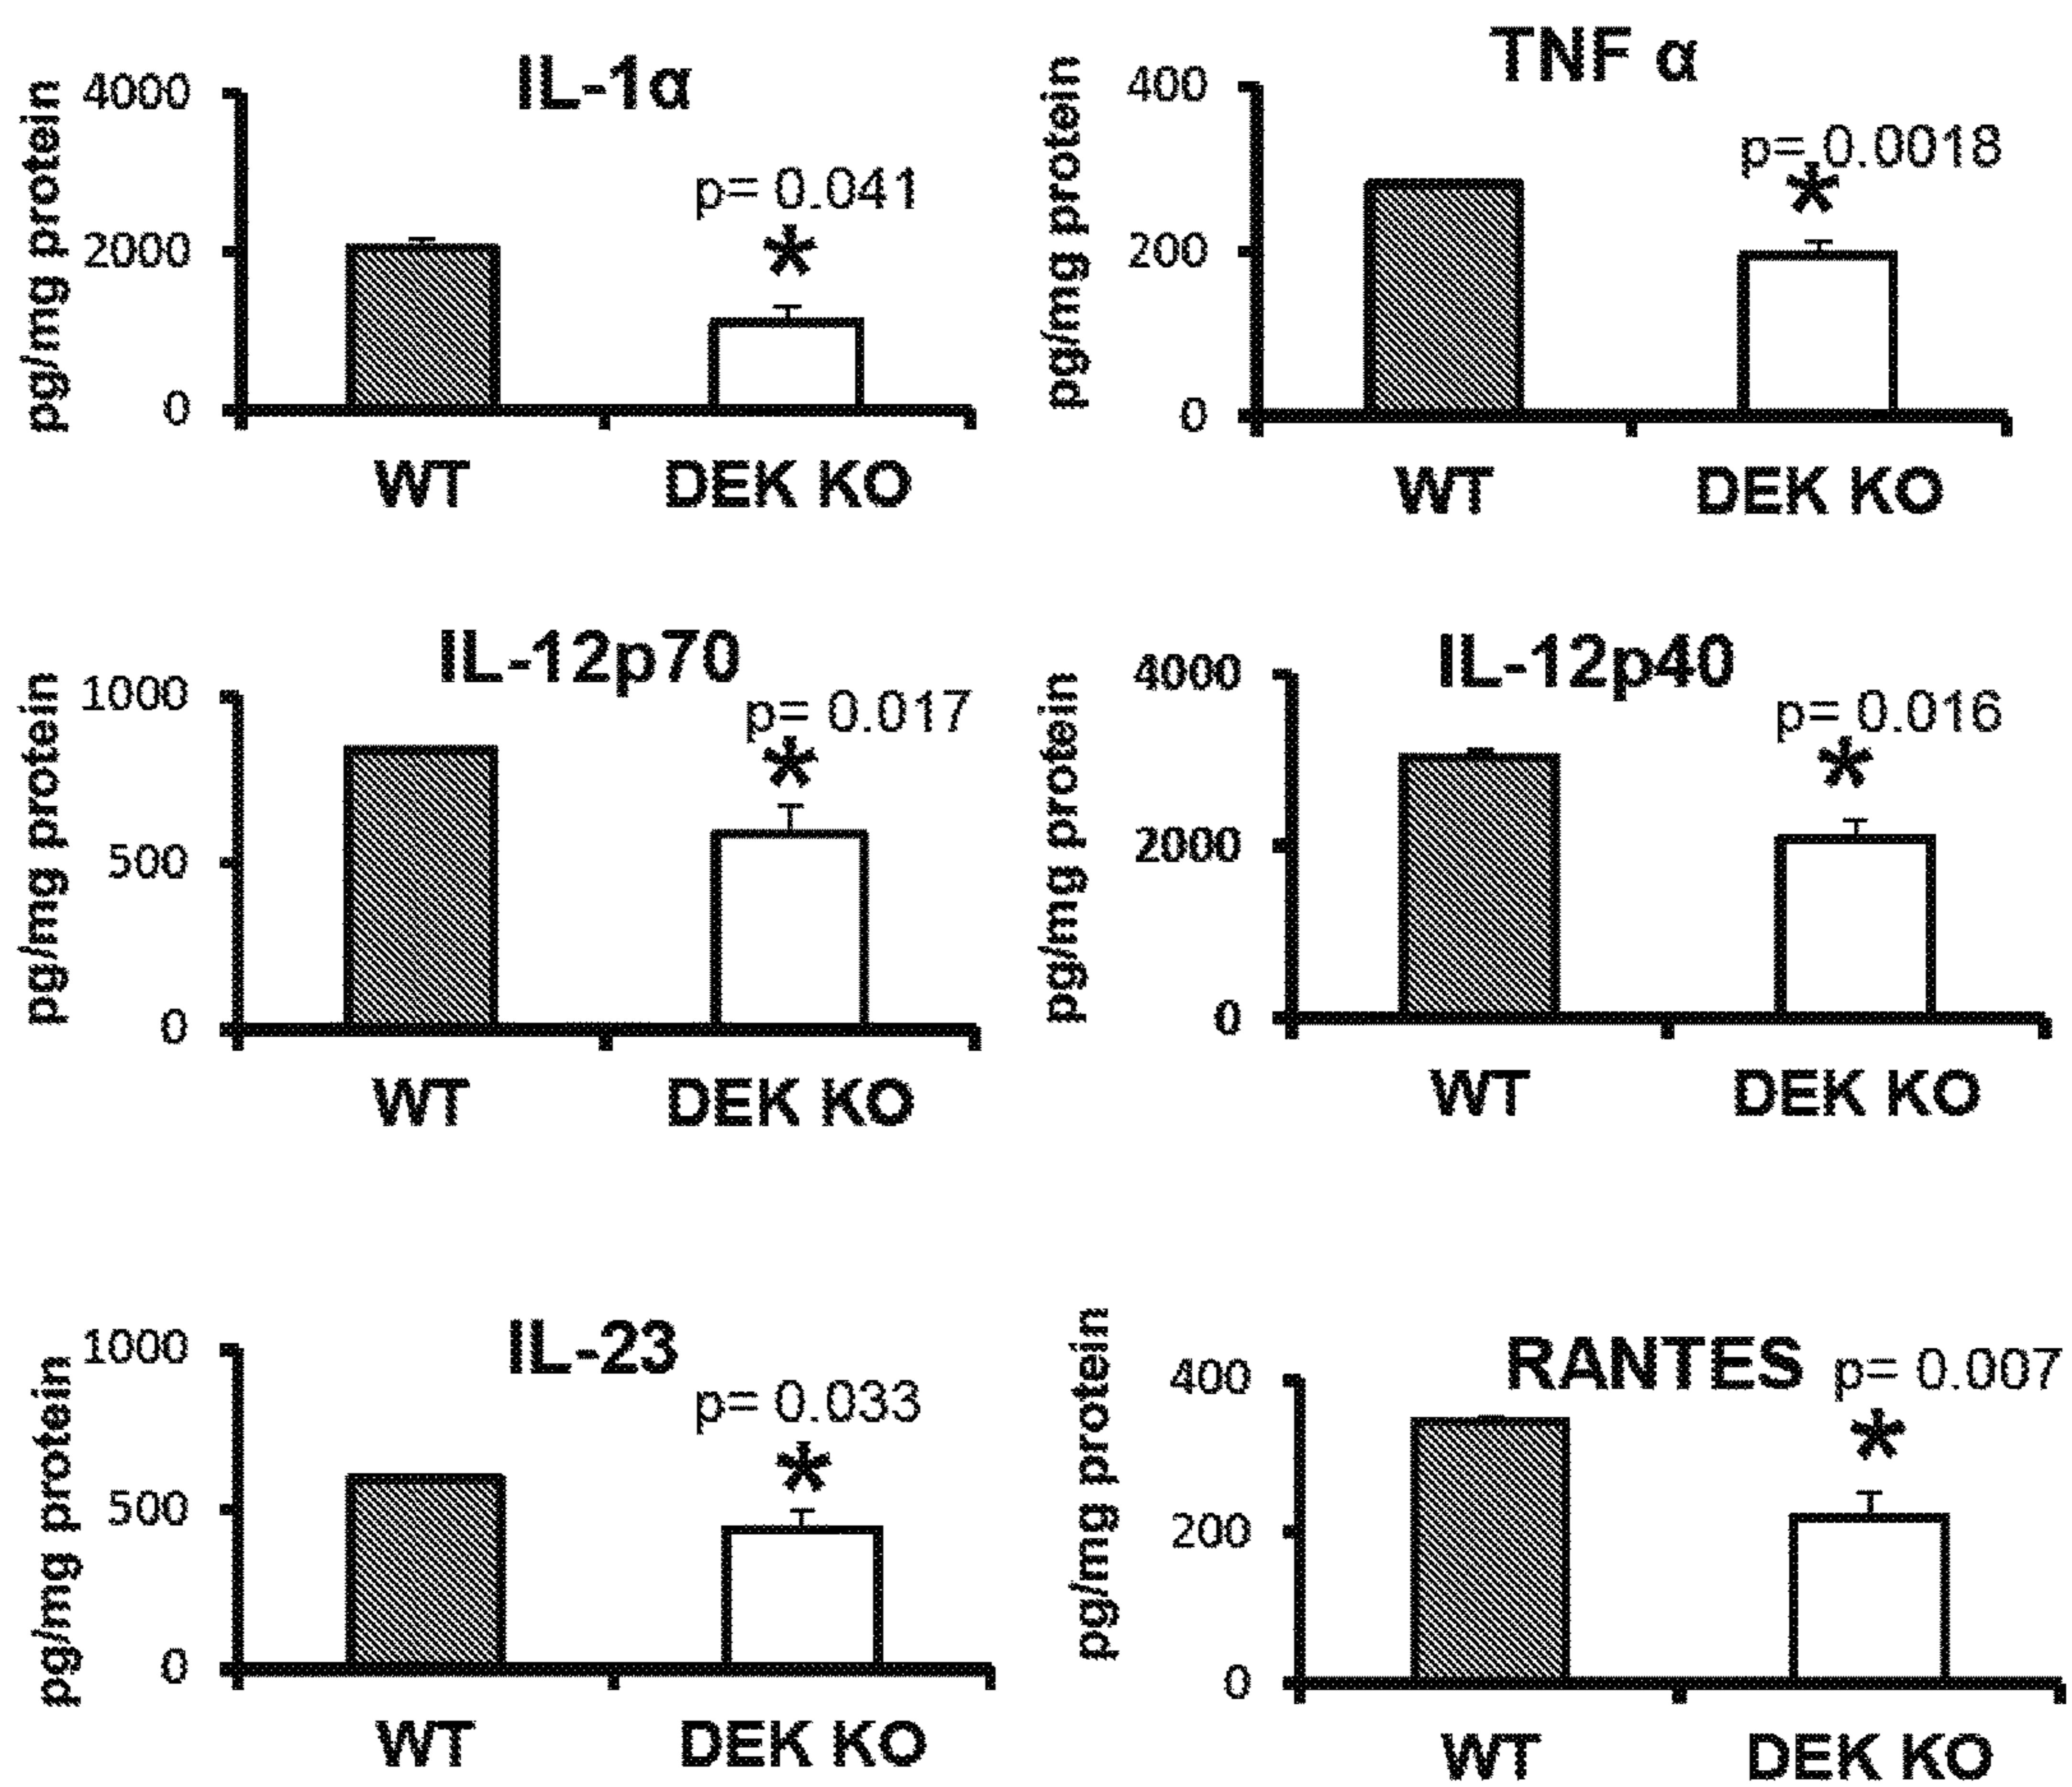 IL-1α
pg/mg protein
4000
2000
0
p= 0.041
*
WT
DEK KO
TNF α
pg/mg protein
400
200
0
p= 0.0018
*
WT
DEK KO
IL-12p70
pg/mg protein
1000
500
0
p= 0.017
*
WT
DEK KO
IL-12p40
pg/mg protein
4000
2000
0
p= 0.016
*
WT
DEK KO
IL-23
pg/mg protein
1000
500
0
p= 0.033
*
WT
DEK KO
RANTES
pg/mg protein
400
200
0
p= 0.007
*
WT
DEK KO